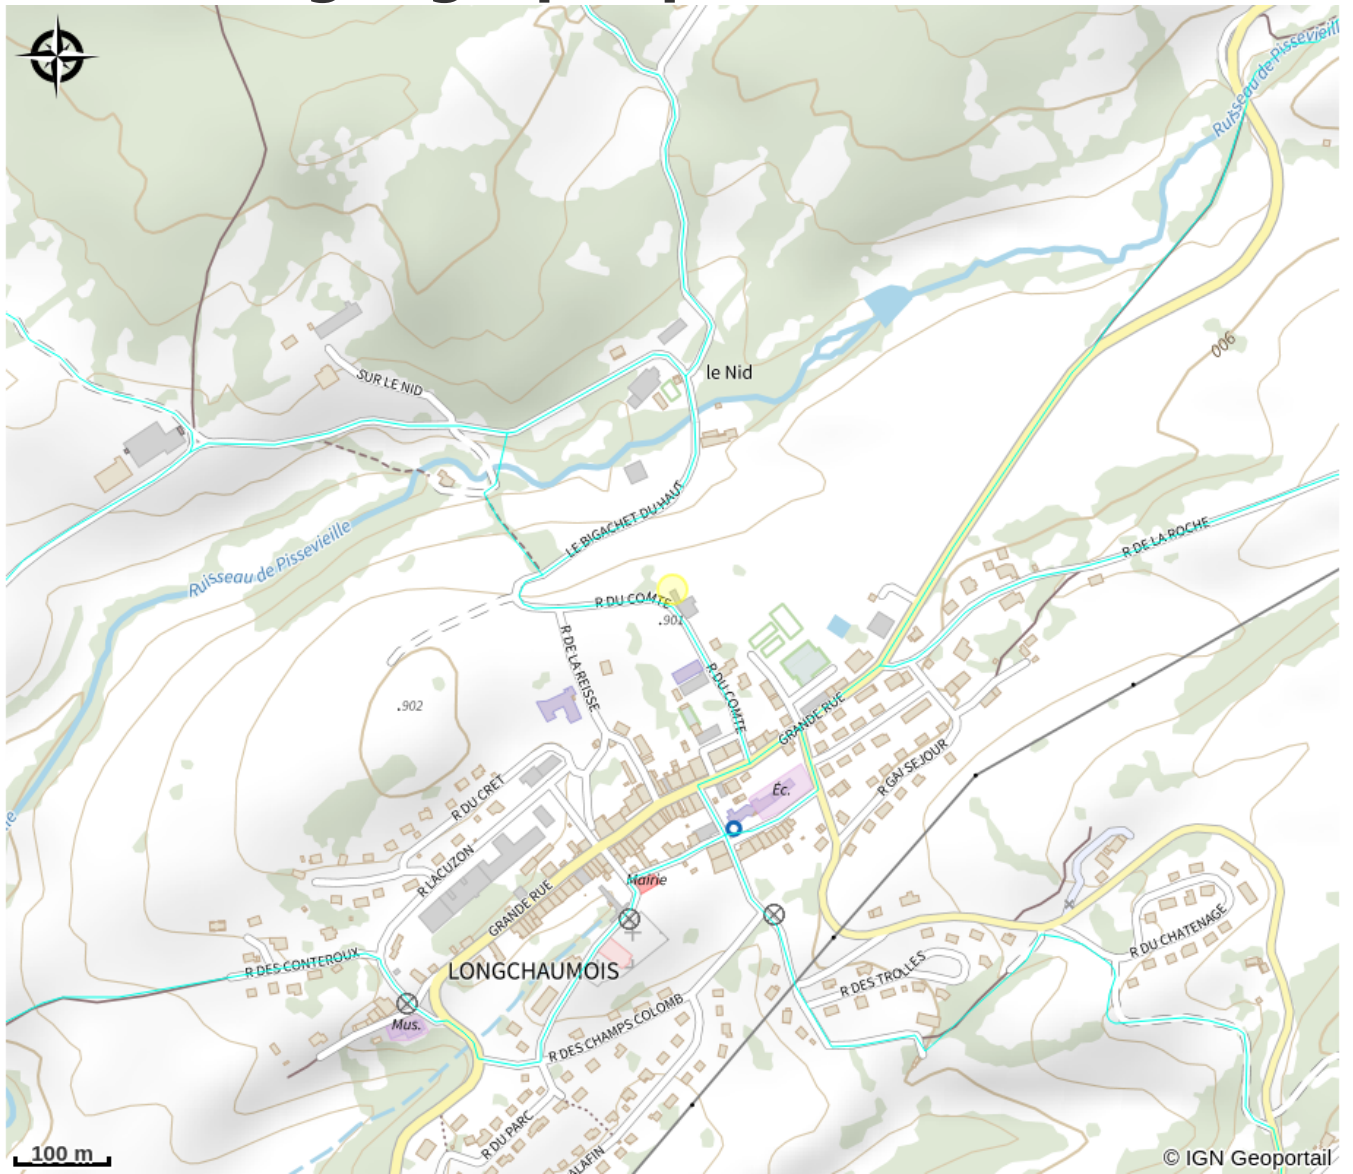 Ruisseau de Pissevieille
006
le Nid
SUR LE NID
LE BIGACHET DU HAUT
R DE LA ROCHE
Ruisseau de Pissevieille
R DU COMTE
.901
R DE LA REISSE
R DU COMTE
.902
GRANDE RUE
R GAI SEJOUR
Éc.
R DU CRET
R LACUZON
Mairie
GRANDE RUE
R DU CHATENAGE
R DES CONTEROUX
LONGCHAUMOIS
R DES TROLLES
Mus.
R DES CHAMPS COLOMB
R DU PARC
ALAFIN
100 m
© IGN Geoportail